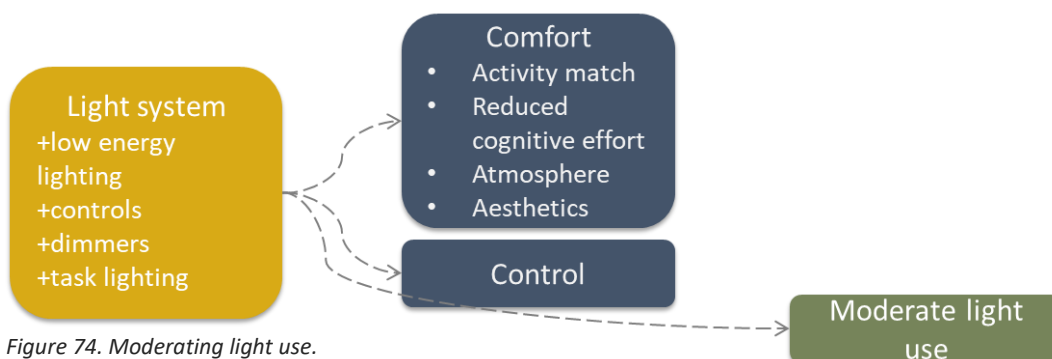 Light system
+low energy
lighting
+controls
+dimmers
+task lighting
Comfort
• Activity match
• Reduced
cognitive effort
• Atmosphere
• Aesthetics
Control
Moderate light
use
Figure 74. Moderating light use.